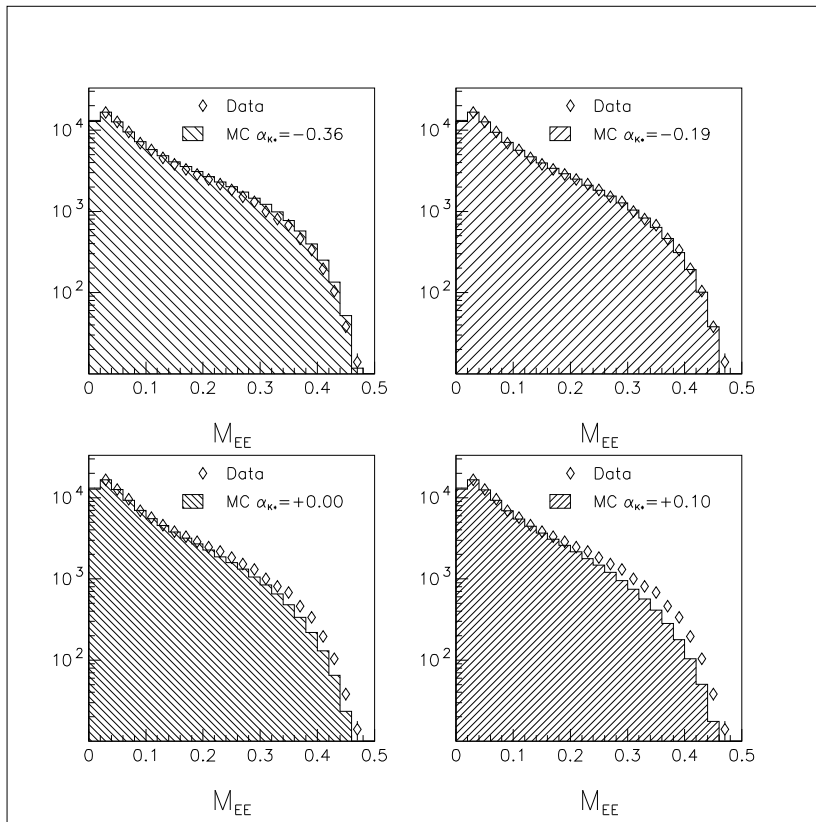 Data
MC α_K*=−0.36
10^4
10^3
10^2
0 0.1 0.2 0.3 0.4 0.5
M_EE
Data
MC α_K*=−0.19
10^4
10^3
10^2
0 0.1 0.2 0.3 0.4 0.5
M_EE
Data
MC α_K*=+0.00
10^4
10^3
10^2
0 0.1 0.2 0.3 0.4 0.5
M_EE
Data
MC α_K*=+0.10
10^4
10^3
10^2
0 0.1 0.2 0.3 0.4 0.5
M_EE